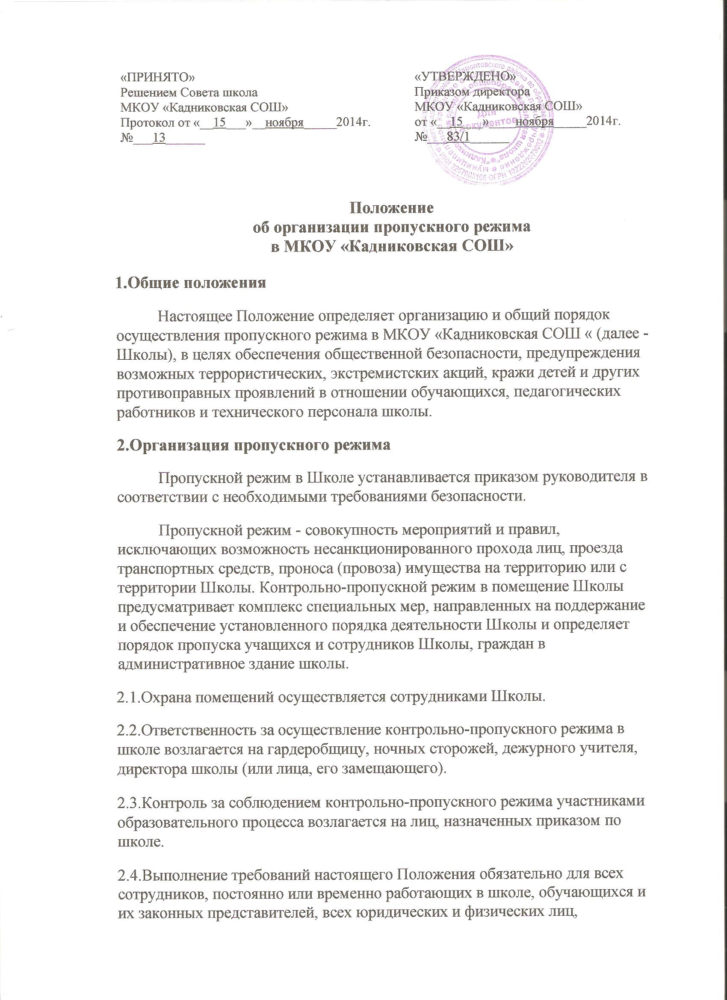 «ПРИНЯТО»
Решением Совета школа
МКОУ «Кадниковская СОШ»
Протокол от «__15___»__ноября_____2014г.
№___13______
«УТВЕРЖДЕНО»
Приказом директора
МКОУ «Кадниковская СОШ»
от «__15___»____ноября_____2014г.
№___83/1______
Для
документов
Положение
об организации пропускного режима
в МКОУ «Кадниковская СОШ»
1.Общие положения
Настоящее Положение определяет организацию и общий порядок
осуществления пропускного режима в МКОУ «Кадниковская СОШ « (далее -
Школы), в целях обеспечения общественной безопасности, предупреждения
возможных террористических, экстремистских акций, кражи детей и других
противоправных проявлений в отношении обучающихся, педагогических
работников и технического персонала школы.
2.Организация пропускного режима
Пропускной режим в Школе устанавливается приказом руководителя в
соответствии с необходимыми требованиями безопасности.
Пропускной режим - совокупность мероприятий и правил,
исключающих возможность несанкционированного прохода лиц, проезда
транспортных средств, проноса (провоза) имущества на территорию или с
территории Школы. Контрольно-пропускной режим в помещение Школы
предусматривает комплекс специальных мер, направленных на поддержание
и обеспечение установленного порядка деятельности Школы и определяет
порядок пропуска учащихся и сотрудников Школы, граждан в
административное здание школы.
2.1.Охрана помещений осуществляется сотрудниками Школы.
2.2.Ответственность за осуществление контрольно-пропускного режима в
школе возлагается на гардеробщицу, ночных сторожей, дежурного учителя,
директора школы (или лица, его замещающего).
2.3.Контроль за соблюдением контрольно-пропускного режима участниками
образовательного процесса возлагается на лиц, назначенных приказом по
школе.
2.4.Выполнение требований настоящего Положения обязательно для всех
сотрудников, постоянно или временно работающих в школе, обучающихся и
их законных представителей, всех юридических и физических лиц,